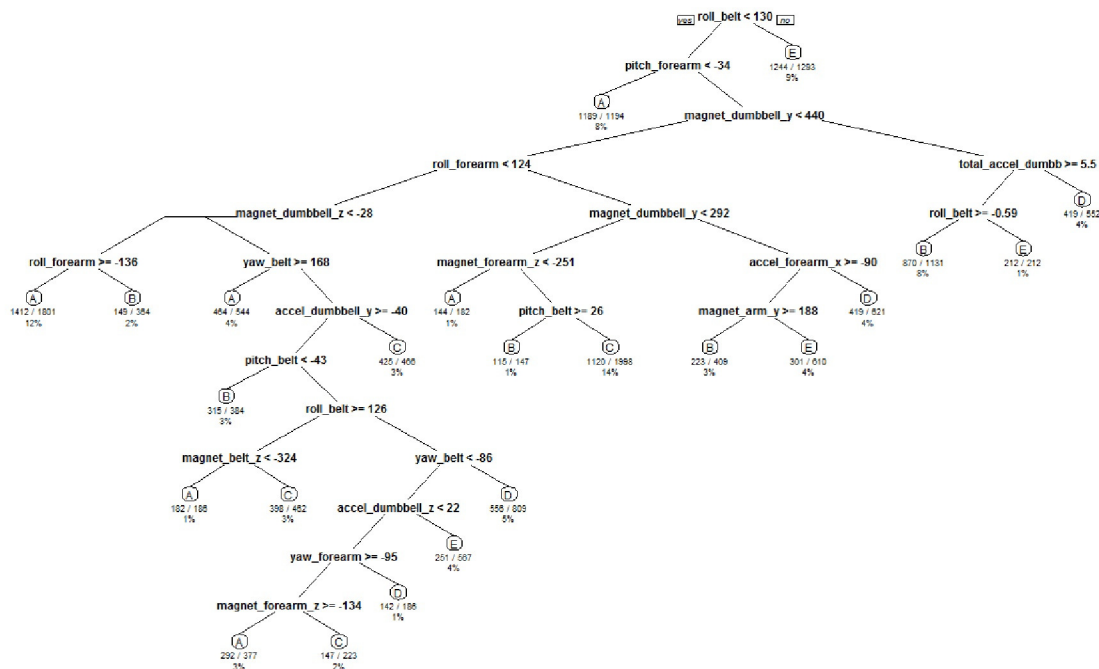 yes roll_belt < 130 no
pitch_forearm < -34
E
1244 / 1293
9%
A
1189 / 1194
8%
magnet_dumbbell_y < 440
roll_forearm < 124
total_accel_dumbb >= 5.5
magnet_dumbbell_z < -28
magnet_dumbbell_y < 292
roll_belt >= -0.59
D
419 / 552
4%
roll_forearm >= -136
yaw_belt >= 168
magnet_forearm_z < -251
accel_forearm_x >= -90
B
870 / 1131
8%
E
212 / 212
1%
A
1412 / 1801
12%
B
149 / 364
2%
A
464 / 544
4%
accel_dumbbell_y >= -40
A
144 / 182
1%
pitch_belt >= 26
magnet_arm_y >= 188
D
419 / 621
4%
pitch_belt < -43
C
425 / 466
3%
B
115 / 147
1%
C
1120 / 1998
14%
B
223 / 409
3%
E
301 / 610
4%
B
315 / 384
3%
roll_belt >= 126
magnet_belt_z < -324
yaw_belt < -86
A
182 / 186
1%
C
398 / 462
3%
accel_dumbbell_z < 22
D
556 / 809
5%
yaw_forearm >= -95
E
251 / 567
4%
magnet_forearm_z >= -134
D
142 / 186
1%
A
292 / 377
3%
C
147 / 223
2%